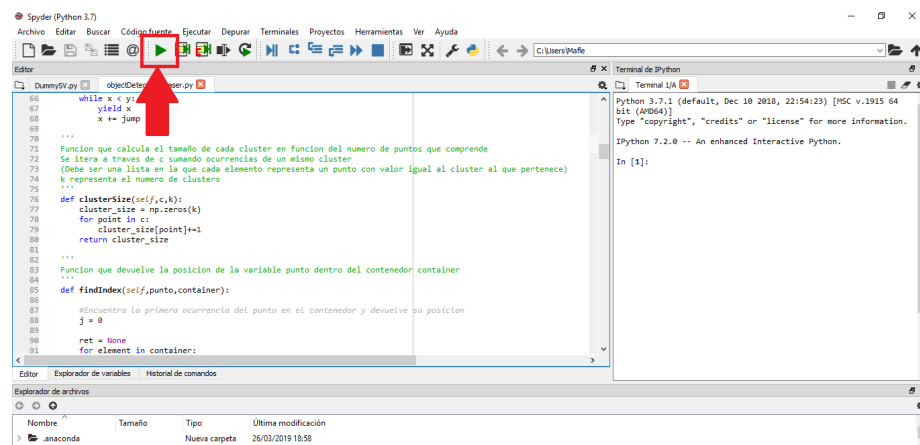 Spyder (Python 3.7)
Archivo Editar Buscar Código fuente Ejecutar Depurar Terminales Proyectos Herramientas Ver Ayuda
C:\Users\Mafle
Editor
DummySV.py
objectDetec aser.py
66 while x < y:
67 yield x
68 x += jump
69
70 '''
71 Funcion que calcula el tamaño de cada cluster en funcion del numero de puntos que comprende
72 Se itera a traves de c sumando ocurrencias de un mismo cluster
73 (Debe ser una lista en la que cada elemento representa un punto con valor igual al cluster al que pertenece)
74 k representa el numero de clusters
75 '''
76 def clusterSize(self,c,k):
77 cluster_size = np.zeros(k)
78 for point in c:
79 cluster_size[point]+=1
80 return cluster_size
81
82 '''
83 Funcion que devuelve la posicion de la variable punto dentro del contenedor container
84 '''
85 def findIndex(self,punto,container):
86
87 #Encuentra la primera ocurrencia del punto en el contenedor y devuelve su posicion
88 j = 0
89
90 ret = None
91 for element in container:
Editor Explorador de variables Historial de comandos
Terminal de IPython
Terminal 1/A
Python 3.7.1 (default, Dec 10 2018, 22:54:23) [MSC v.1915 64
bit (AMD64)]
Type "copyright", "credits" or "license" for more information.
IPython 7.2.0 -- An enhanced Interactive Python.
In [1]:
Explorador de archivos
Nombre Tamaño Tipo Última modificación
.anaconda Nueva carpeta 26/03/2019 18:58